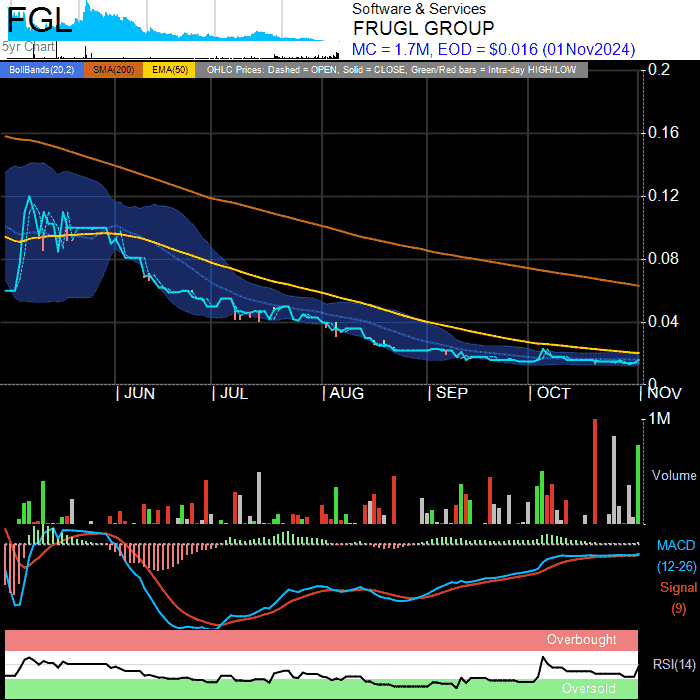 FGL
5yr Chart
Software & Services
FRUGL GROUP
MC = 1.7M, EOD = $0.016 (01Nov2024)
BollBands(20,2) SMA(200) EMA(50) OHLC Prices: Dashed = OPEN, Solid = CLOSE, Green/Red bars = Intra-day HIGH/LOW
0.2
0.16
0.12
0.08
0.04
0
JUN JUL AUG SEP OCT NOV
1M
Volume
MACD
(12-26)
Signal
(9)
Overbought
RSI(14)
Oversold